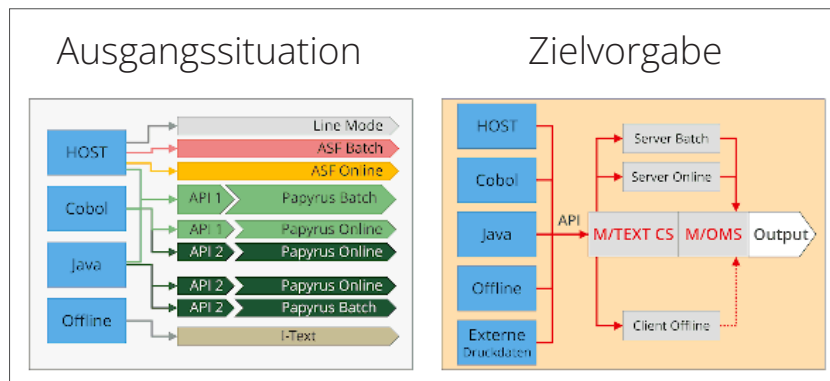 Ausgangssituation
Zielvorgabe
HOST
Cobol
Java
Offline
Line Mode
ASF Batch
ASF Online
API 1 Papyrus Batch
API 1 Papyrus Online
API 2 Papyrus Online
API 2 Papyrus Online
API 2 Papyrus Batch
I-Text
HOST
Cobol
Java
Offline
Externe
Druckdaten
API
Server Batch
Server Online
M/TEXT CS M/OMS Output
Client Offline